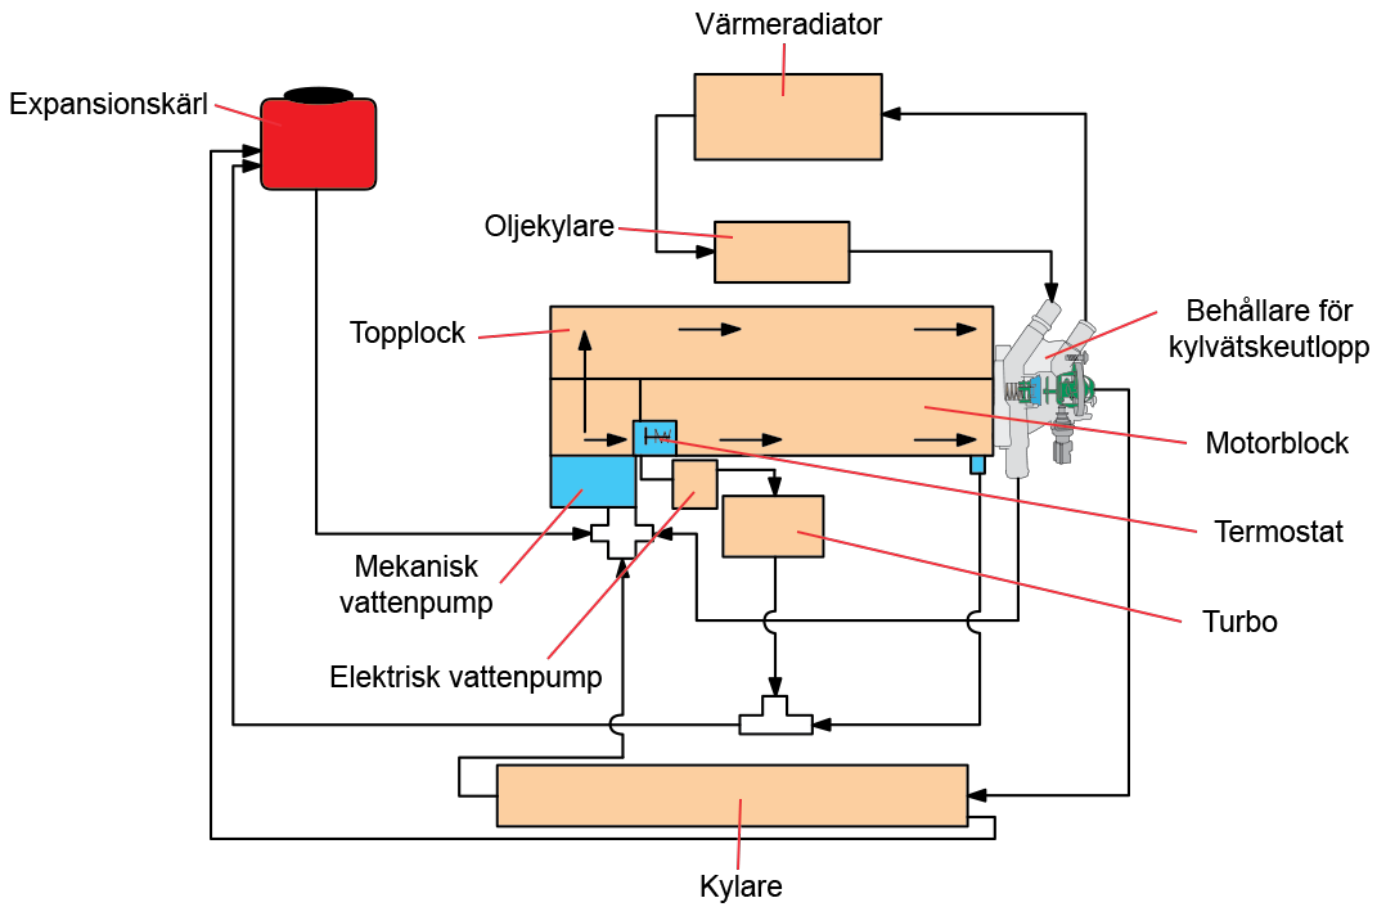 Värmeradiator
Expansionskärl
Oljekylare
Topplock
Behållare för
kylvätskeutlopp
Motorblock
Termostat
Mekanisk
vattenpump
Turbo
Elektrisk vattenpump
Kylare